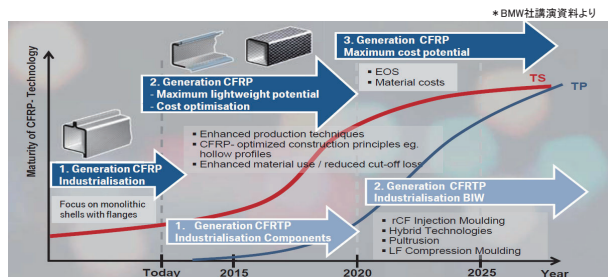 ＊BMW社講演資料より
3. Generation CFRP
Maximum cost potential
2. Generation CFRP
- Maximum lightweight potential
- Cost optimisation
▪ EOS
▪ Material costs
TS
TP
Maturity of CFRP- Technology
▪ Enhanced production techniques
▪ CFRP- optimized construction principles eg.
hollow profiles
▪ Enhanced material use / reduced cut-off loss
1. Generation CFRP
Industrialisation
Focus on monolithic
shells with flanges
2. Generation CFRTP
Industrialisation BIW
1. Generation CFRTP
Industrialisation Components
▪ rCF Injection Moulding
▪ Hybrid Technologies
▪ Pultrusion
▪ LF Compression Moulding
Today 2015 2020 2025 Year